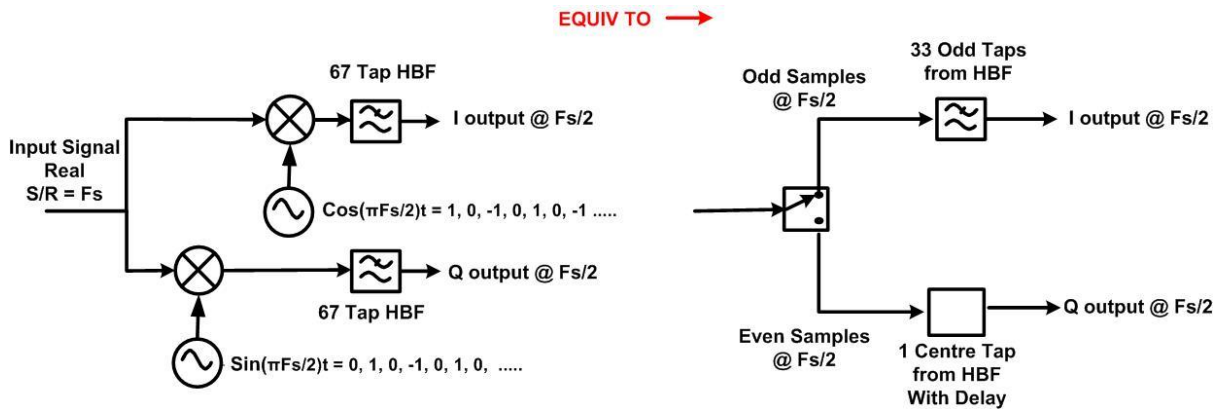 EQUIV TO
67 Tap HBF
I output @ Fs/2
Input Signal
Real
S/R = Fs
Cos(πFs/2)t = 1, 0, -1, 0, 1, 0, -1 .....
Q output @ Fs/2
67 Tap HBF
Sin(πFs/2)t = 0, 1, 0, -1, 0, 1, 0, .....
Odd Samples
@ Fs/2
33 Odd Taps
from HBF
I output @ Fs/2
Even Samples
@ Fs/2
1 Centre Tap
from HBF
With Delay
Q output @ Fs/2